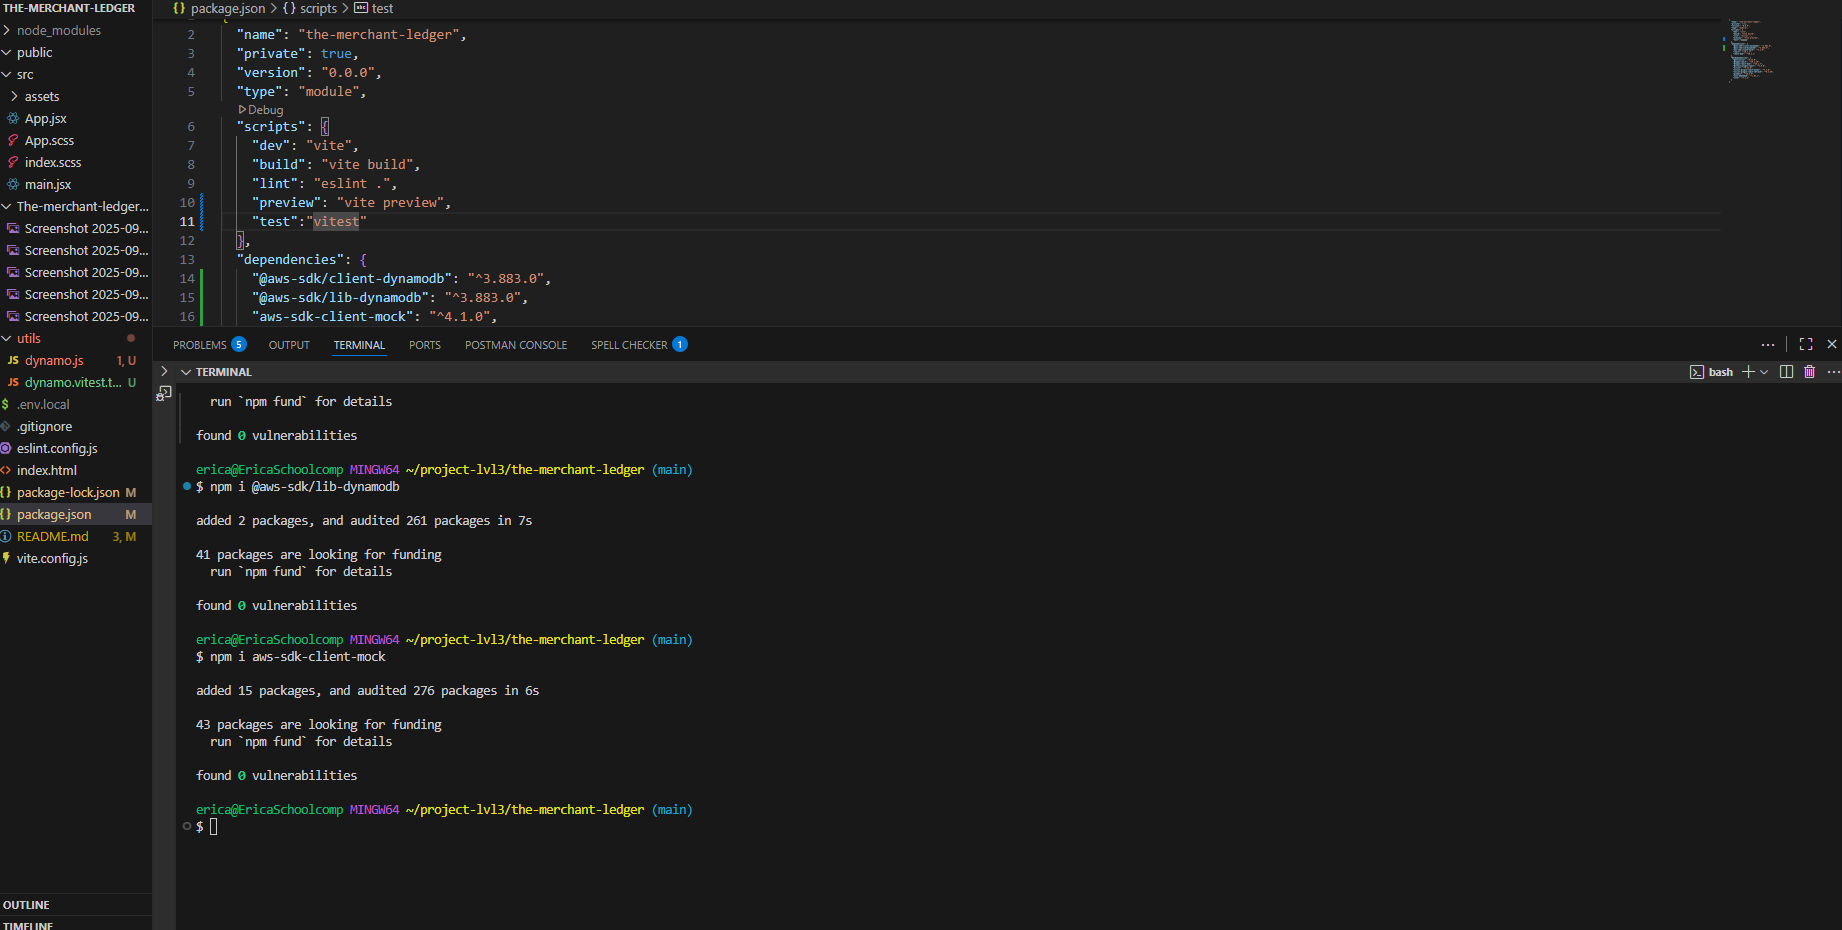 THE-MERCHANT-LEDGER
node_modules
public
src
assets
App.jsx
App.scss
index.scss
main.jsx
The-merchant-ledger...
Screenshot 2025-09...
Screenshot 2025-09...
Screenshot 2025-09...
Screenshot 2025-09...
Screenshot 2025-09...
utils
JS dynamo.js 1, U
JS dynamo.vitest.t... U
$ .env.local
.gitignore
eslint.config.js
<> index.html
{} package-lock.json M
{} package.json M
README.md 3, M
vite.config.js
OUTLINE
TIMELINE
{} package.json > {} scripts > abc test
2 "name": "the-merchant-ledger",
3 "private": true,
4 "version": "0.0.0",
5 "type": "module",
Debug
6 "scripts": {
7 "dev": "vite",
8 "build": "vite build",
9 "lint": "eslint .",
10 "preview": "vite preview",
11 "test":"vitest"
12 },
13 "dependencies": {
14 "@aws-sdk/client-dynamodb": "^3.883.0",
15 "@aws-sdk/lib-dynamodb": "^3.883.0",
16 "aws-sdk-client-mock": "^4.1.0",
PROBLEMS 5 OUTPUT TERMINAL PORTS POSTMAN CONSOLE SPELL CHECKER 1
TERMINAL bash
run `npm fund` for details
found 0 vulnerabilities
erica@EricaSchoolcomp MINGW64 ~/project-lvl3/the-merchant-ledger (main)
$ npm i @aws-sdk/lib-dynamodb
added 2 packages, and audited 261 packages in 7s
41 packages are looking for funding
run `npm fund` for details
found 0 vulnerabilities
erica@EricaSchoolcomp MINGW64 ~/project-lvl3/the-merchant-ledger (main)
$ npm i aws-sdk-client-mock
added 15 packages, and audited 276 packages in 6s
43 packages are looking for funding
run `npm fund` for details
found 0 vulnerabilities
erica@EricaSchoolcomp MINGW64 ~/project-lvl3/the-merchant-ledger (main)
$